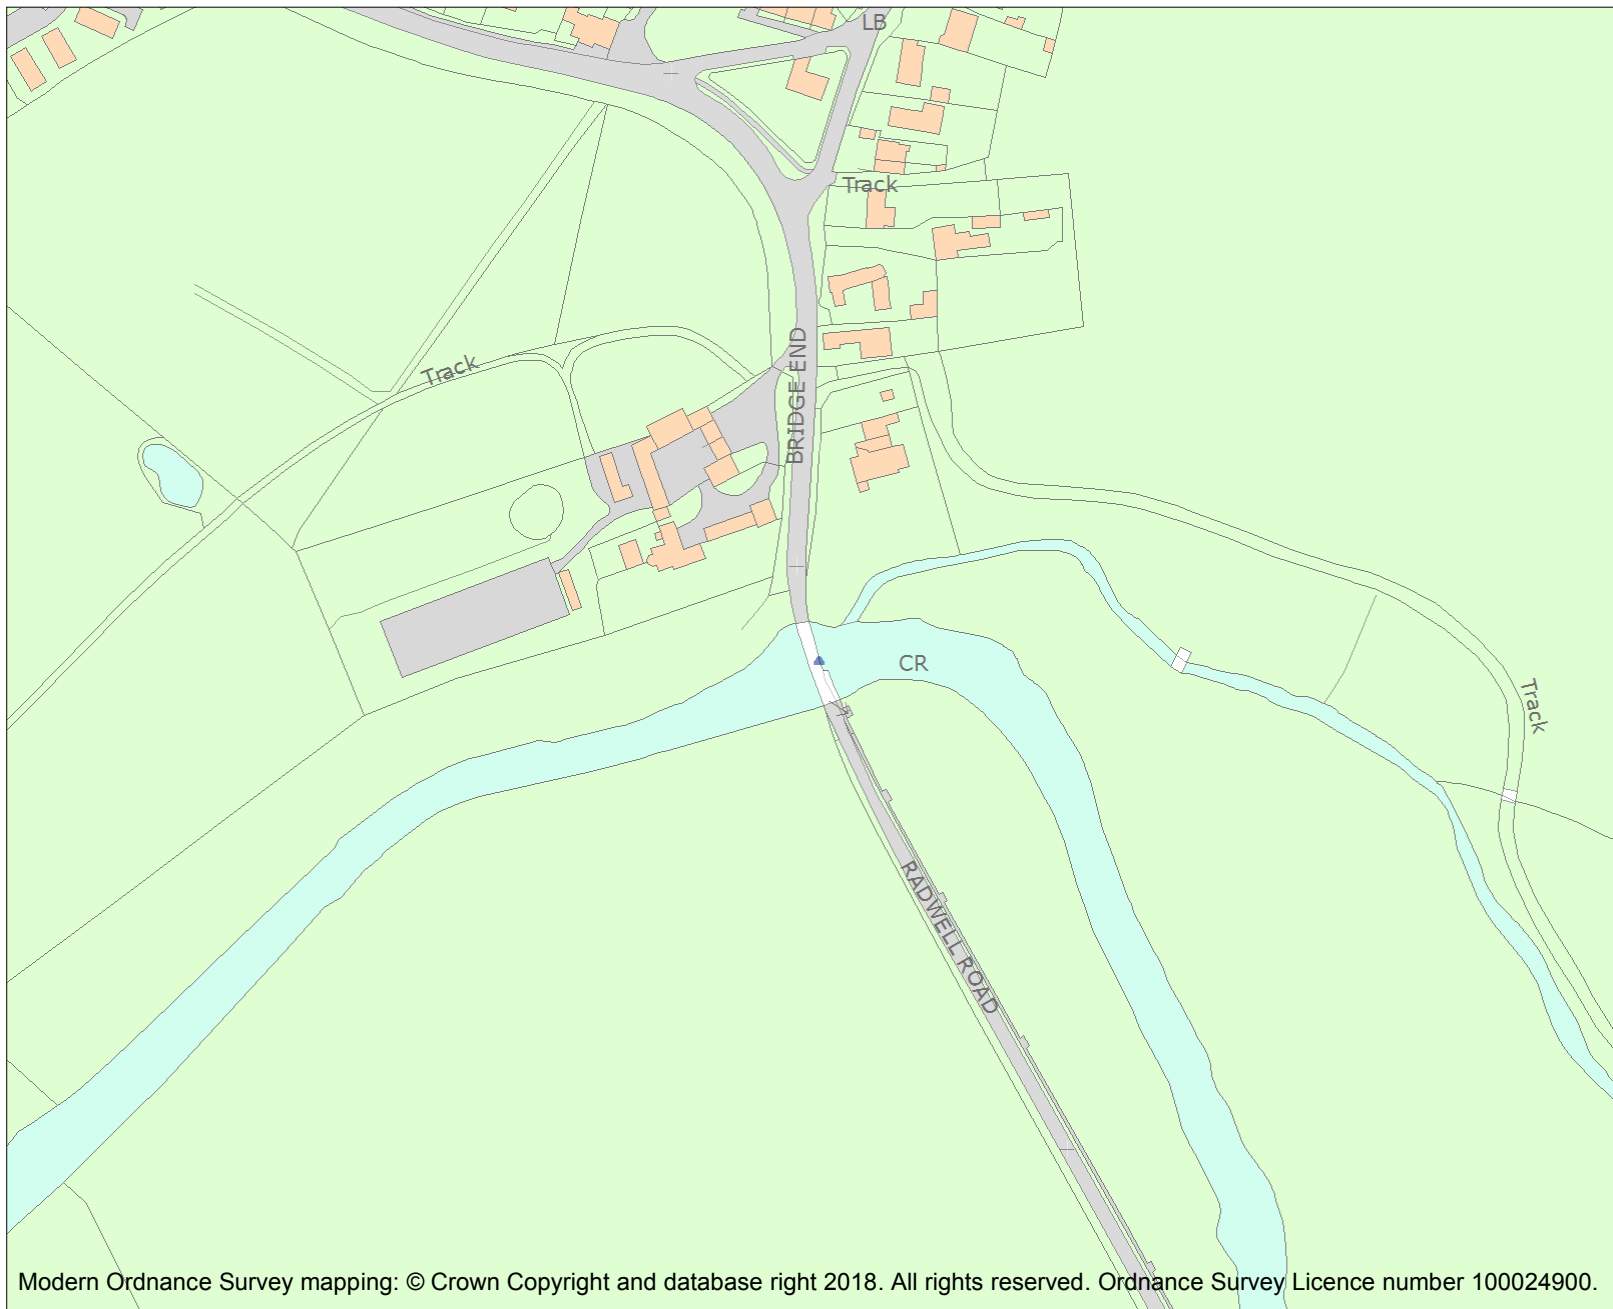 LB
Track
BRIDGE END
Track
CR
Track
RADWELL ROAD
Modern Ordnance Survey mapping: © Crown Copyright and database right 2018. All rights reserved. Ordnance Survey Licence number 100024900.